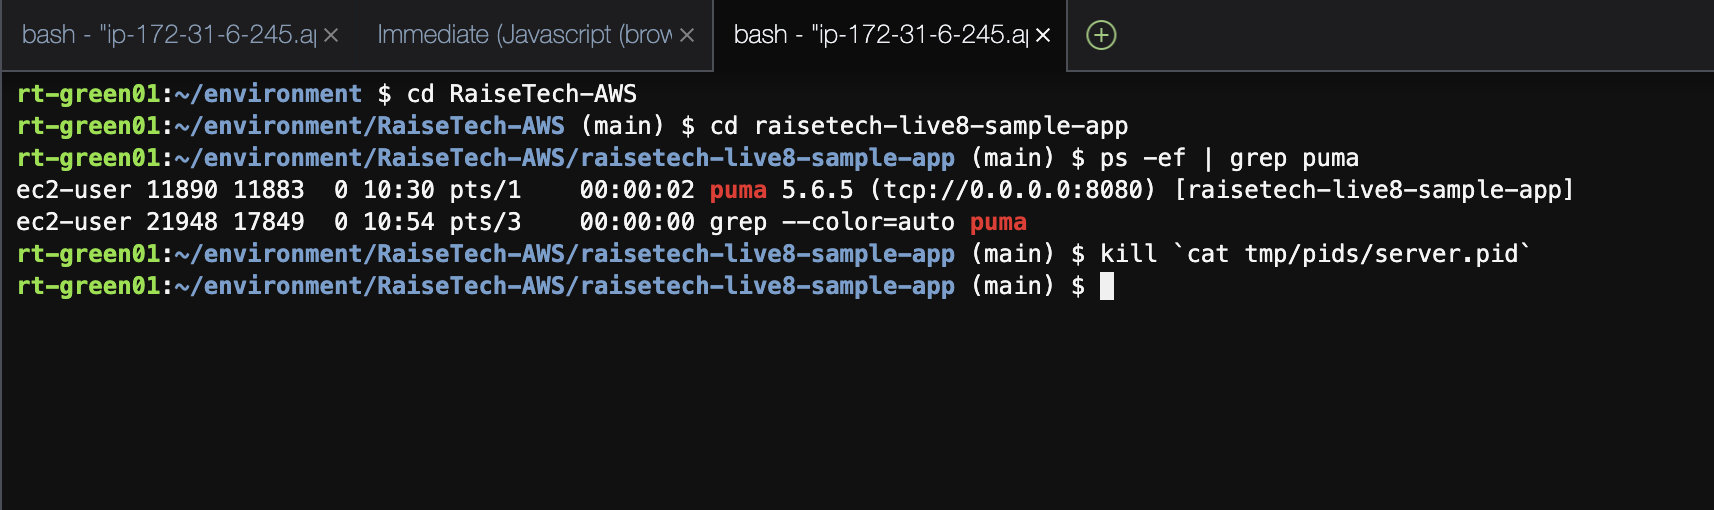 bash - "ip-172-31-6-245.a × Immediate (Javascript (brow × bash - "ip-172-31-6-245.a ×
rt-green01:~/environment $ cd RaiseTech-AWS
rt-green01:~/environment/RaiseTech-AWS (main) $ cd raisetech-live8-sample-app
rt-green01:~/environment/RaiseTech-AWS/raisetech-live8-sample-app (main) $ ps -ef | grep puma
ec2-user 11890 11883  0 10:30 pts/1    00:00:02 puma 5.6.5 (tcp://0.0.0.0:8080) [raisetech-live8-sample-app]
ec2-user 21948 17849  0 10:54 pts/3    00:00:00 grep --color=auto puma
rt-green01:~/environment/RaiseTech-AWS/raisetech-live8-sample-app (main) $ kill `cat tmp/pids/server.pid`
rt-green01:~/environment/RaiseTech-AWS/raisetech-live8-sample-app (main) $